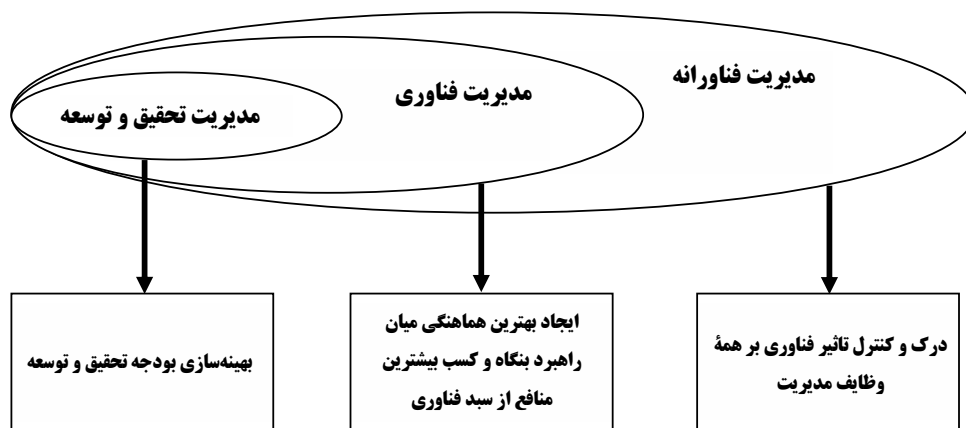 مدیریت فناورانه
مدیریت فناوری
مدیریت تحقیق و توسعه
درک و کنترل تاثیر فناوری بر همهٔ
وظایف مدیریت
ایجاد بهترین هماهنگی میان
راهبرد بنگاه و کسب بیشترین
منافع از سبد فناوری
بهینه‌سازی بودجه تحقیق و توسعه